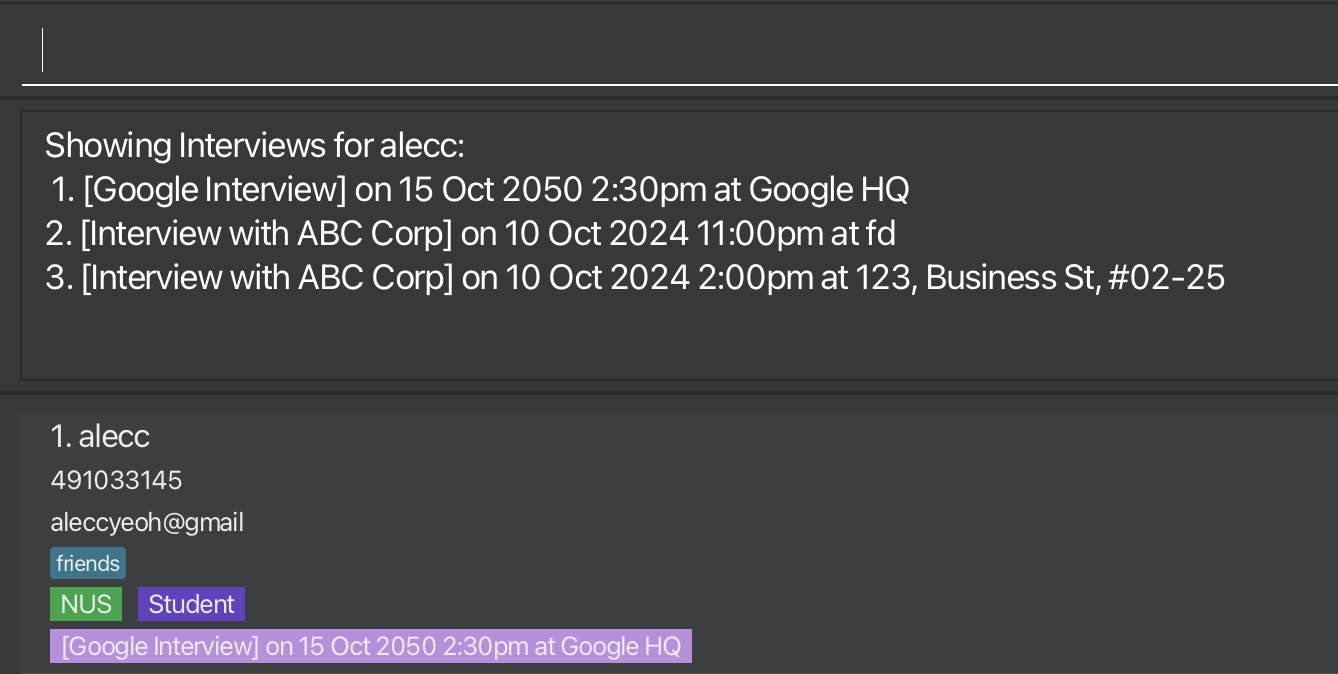 Showing Interviews for alecc:
1. [Google Interview] on 15 Oct 2050 2:30pm at Google HQ
2. [Interview with ABC Corp] on 10 Oct 2024 11:00pm at fd
3. [Interview with ABC Corp] on 10 Oct 2024 2:00pm at 123, Business St, #02-25
1. alecc
491033145
aleccyeoh@gmail
friends
NUS Student
[Google Interview] on 15 Oct 2050 2:30pm at Google HQ